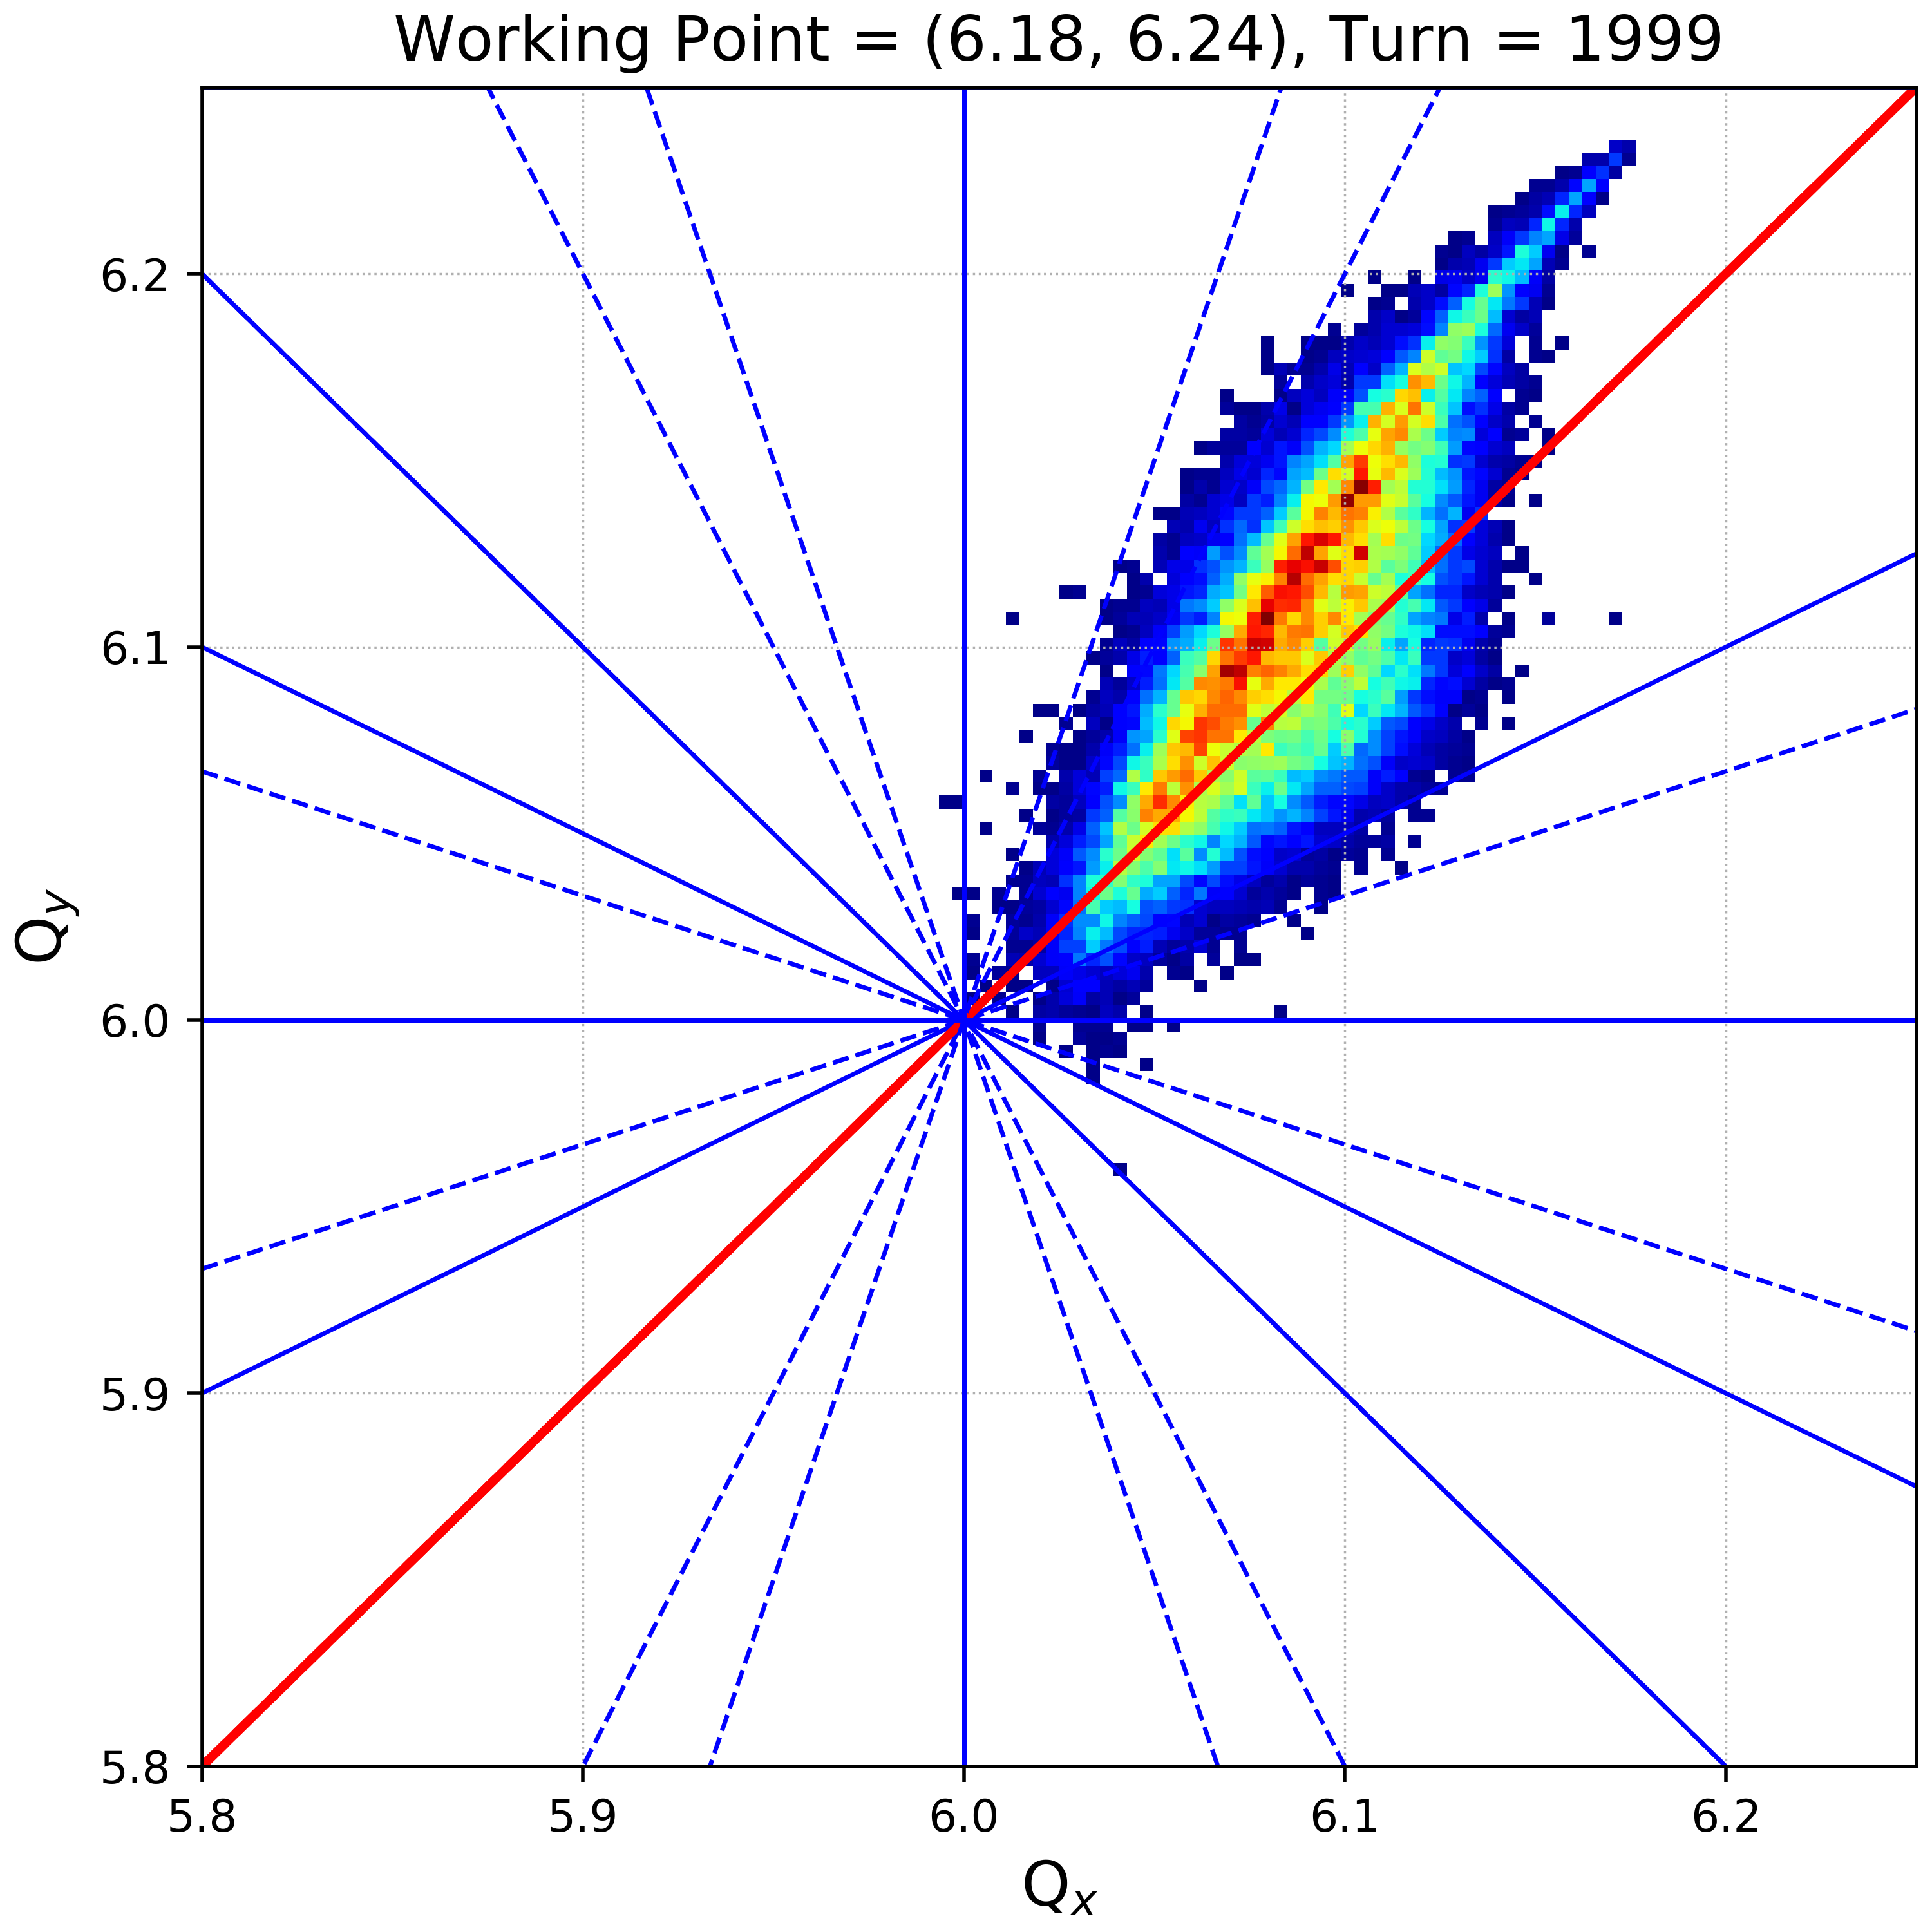 Working Point = (6.18, 6.24), Turn = 1999
6.2
6.1
6.0
5.9
5.8
Qy
5.8 5.9 6.0 6.1 6.2
Qx